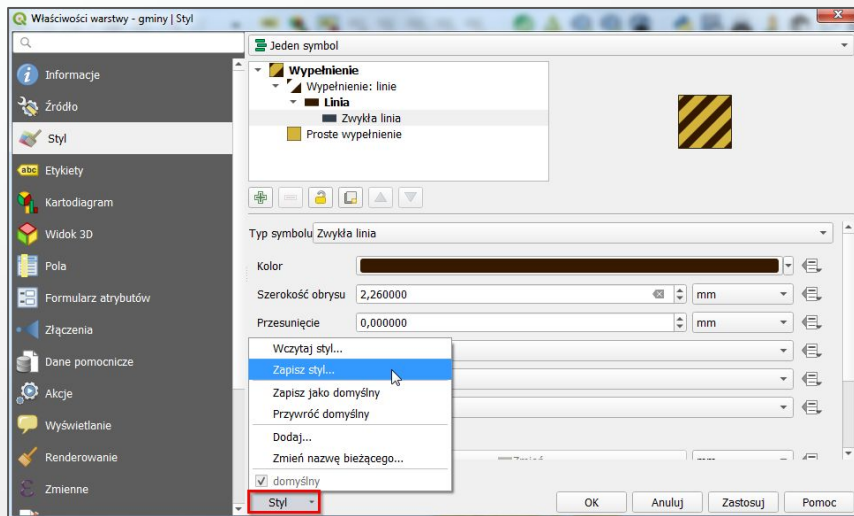 Właściwości warstwy - gminy | Styl
Informacje
Źródło
Styl
abc Etykiety
Kartodiagram
Widok 3D
Pola
Formularz atrybutów
Złączenia
Dane pomocnicze
Akcje
Wyświetlanie
Renderowanie
Zmienne
Jeden symbol
Wypełnienie
Wypełnienie: linie
Linia
Zwykła linia
Proste wypełnienie
Typ symbolu Zwykła linia
Kolor
Szerokość obrysu 2,260000 mm
Przesunięcie 0,000000 mm
Wczytaj styl...
Zapisz styl...
Zapisz jako domyślny
Przywróć domyślny
Dodaj...
Zmień nazwę bieżącego...
domyślny
Styl
OK Anuluj Zastosuj Pomoc